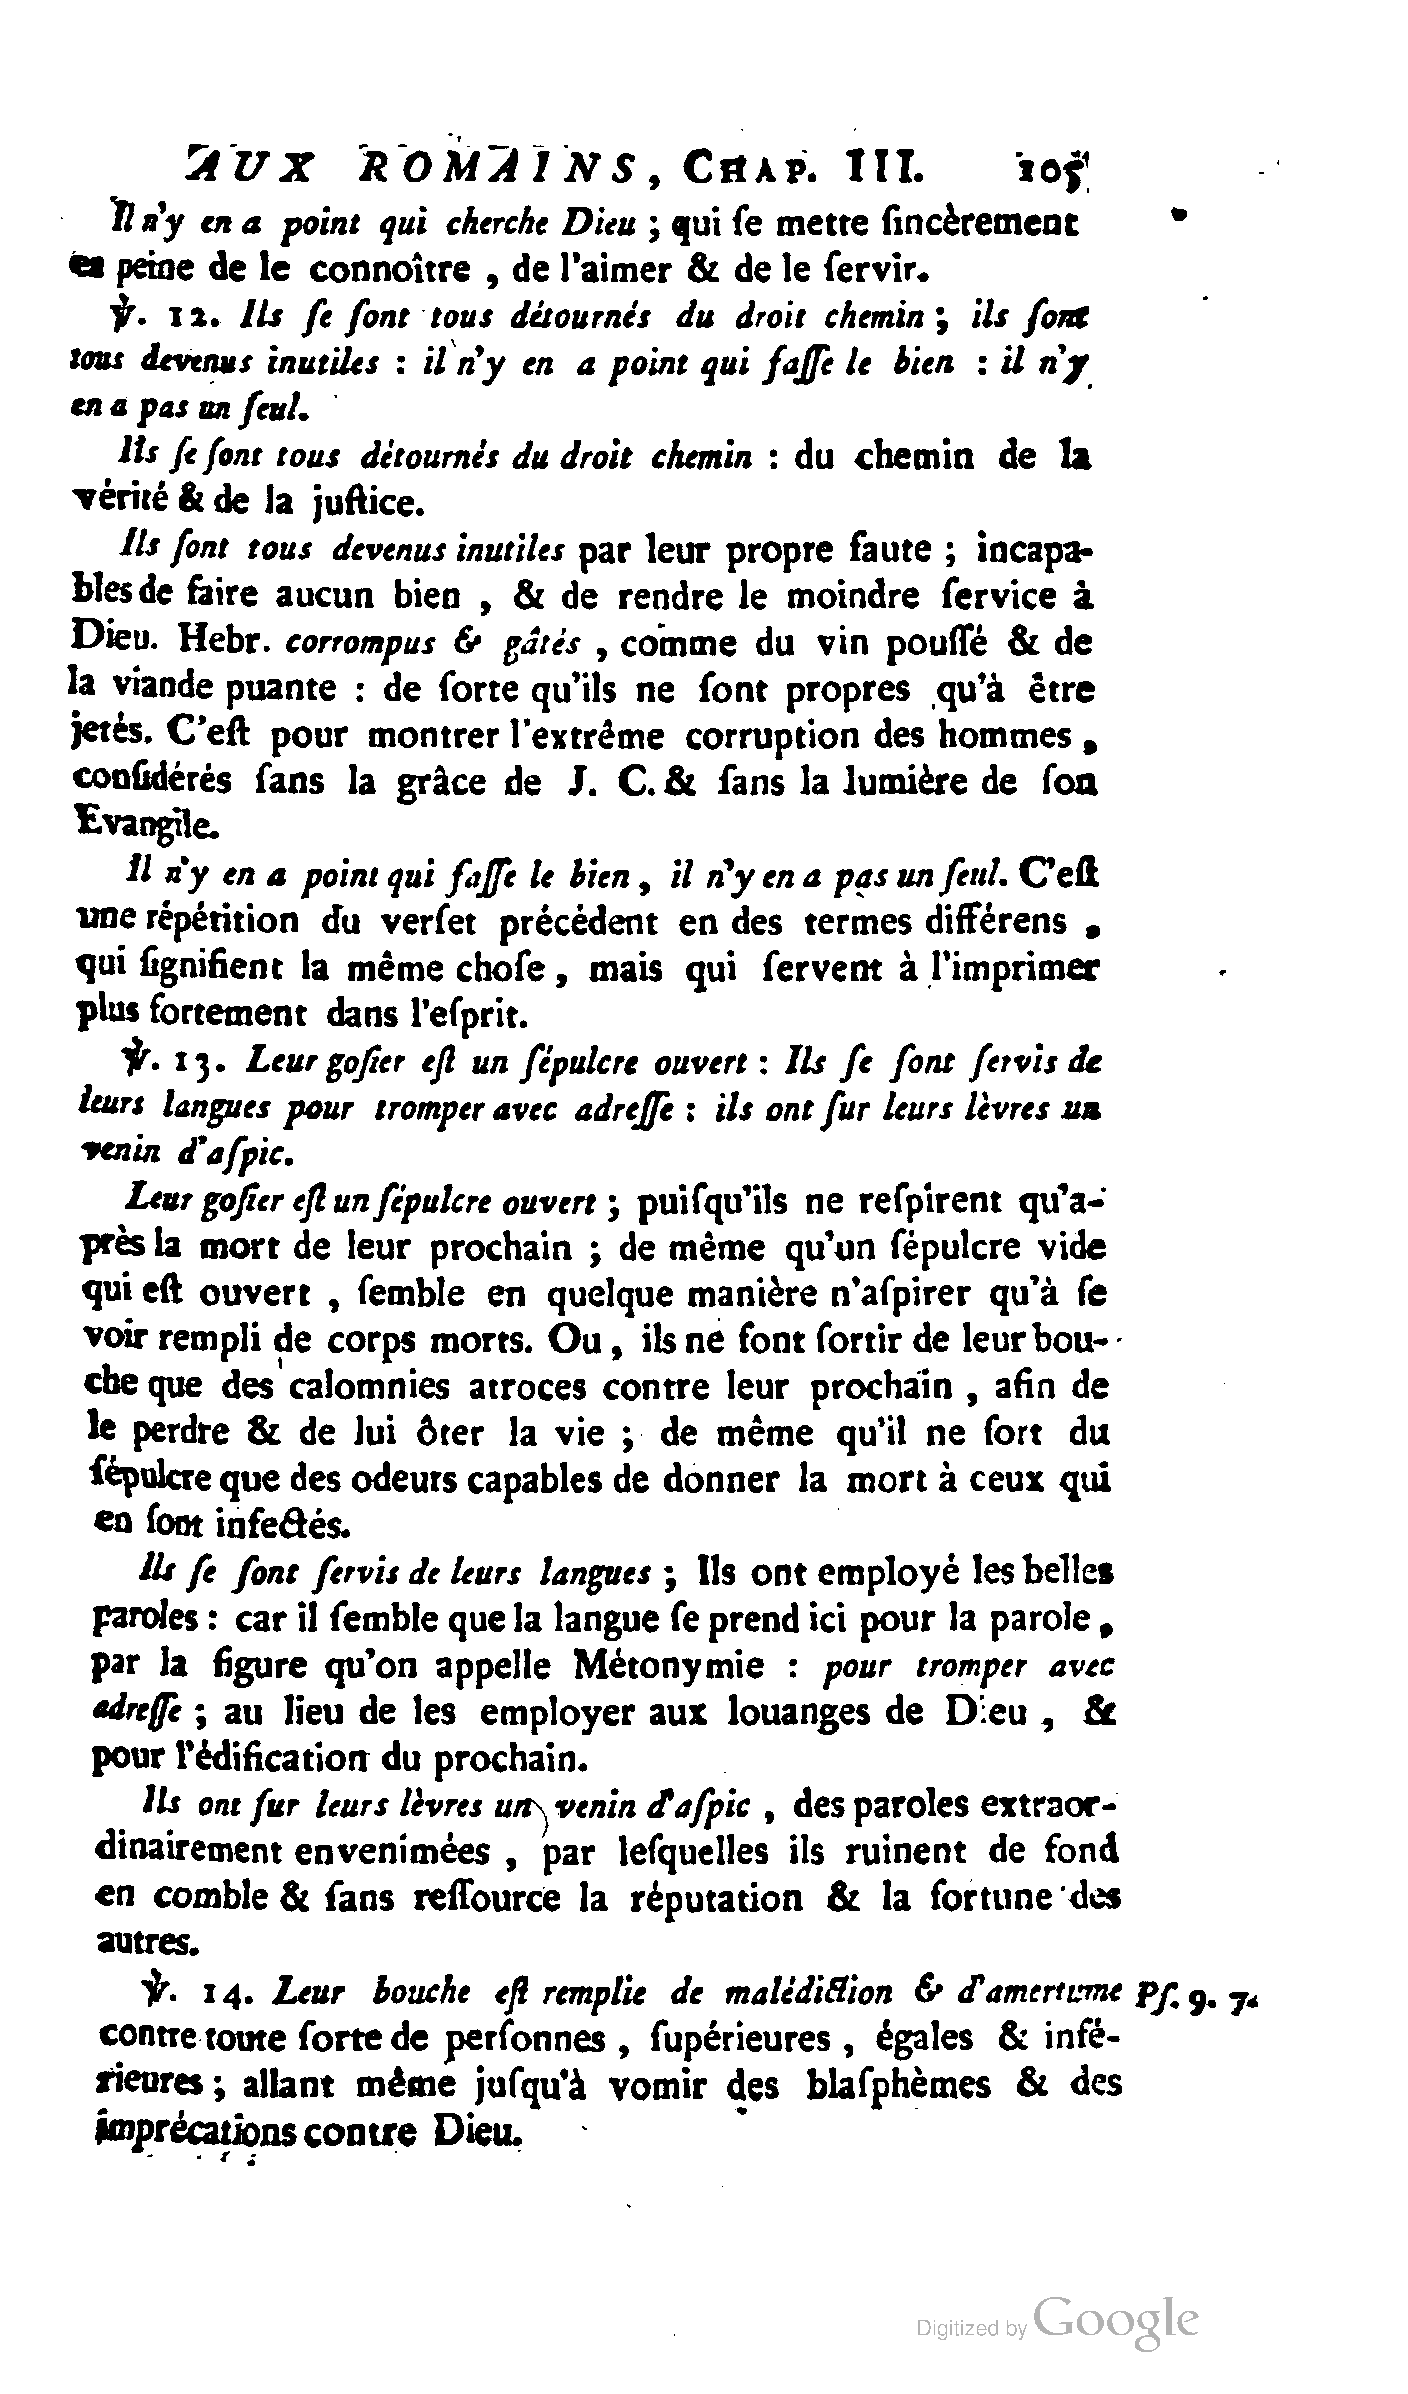 AUX ROMAINS, CHAP. III. 105
Il n'y en a point qui cherche Dieu ; qui ſe mettre ſincèrement
en peine de le connoître , de l'aimer & de le ſervir.
℣. 12. Ils ſe ſont tous détournés du droit chemin ; ils ſont
tous devenus inutiles : il n'y en a point qui faſſe le bien : il n'y
en a pas un ſeul.
Ils ſe ſont tous détournés du droit chemin : du chemin de la
vérité & de la juſtice.
Ils ſont tous devenus inutiles par leur propre faute ; incapa-
bles de faire aucun bien , & de rendre le moindre ſervice à
Dieu. Hebr. corrompus & gâtés , comme du vin pouſſé & de
la viande puante : de ſorte qu'ils ne ſont propres qu'à être
jetés. C'eſt pour montrer l'extrême corruption des hommes ,
conſidérés ſans la grâce de J. C. & ſans la lumière de ſon
Evangile.
Il n'y en a point qui faſſe le bien , il n'y en a pas un ſeul. C'eſt
une répétition du verſet précédent en des termes différens ,
qui ſignifient la même choſe , mais qui ſervent à l'imprimer
plus fortement dans l'eſprit.
℣. 13. Leur goſier eſt un ſépulcre ouvert : Ils ſe ſont ſervis de
leurs langues pour tromper avec adreſſe : ils ont ſur leurs lèvres un
venin d'aſpic.
Leur goſier eſt un ſépulcre ouvert ; puiſqu'ils ne reſpirent qu'a-
près la mort de leur prochain ; de même qu'un ſépulcre vide
qui eſt ouvert , ſemble en quelque manière n'aſpirer qu'à ſe
voir rempli de corps morts. Ou , ils ne font ſortir de leur bou-
che que des calomnies atroces contre leur prochain , afin de
le perdre & de lui ôter la vie ; de même qu'il ne ſort du
ſépulcre que des odeurs capables de donner la mort à ceux qui
en ſont infectés.
Ils ſe ſont ſervis de leurs langues ; Ils ont employé les belles
paroles : car il ſemble que la langue ſe prend ici pour la parole ,
par la figure qu'on appelle Métonymie : pour tromper avec
adreſſe ; au lieu de les employer aux louanges de Dieu , &
pour l'édification du prochain.
Ils ont ſur leurs lèvres un venin d'aſpic , des paroles extraor-
dinairement envenimées , par leſquelles ils ruinent de fond
en comble & ſans reſſource la réputation & la fortune des
autres.
℣. 14. Leur bouche eſt remplie de malédiction & d'amertume Pſ. 9. 7.
contre toute ſorte de perſonnes , ſupérieures , égales & infé-
rieures ; allant même juſqu'à vomir des blaſphèmes & des
imprécations contre Dieu.
Digitized by Google